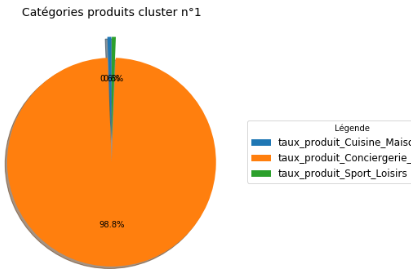 Catégories produits cluster n°1
Légende
taux_produit_Cuisine_Maiso
taux_produit_Conciergerie_
taux_produit_Sport_Loisirs
98.8%